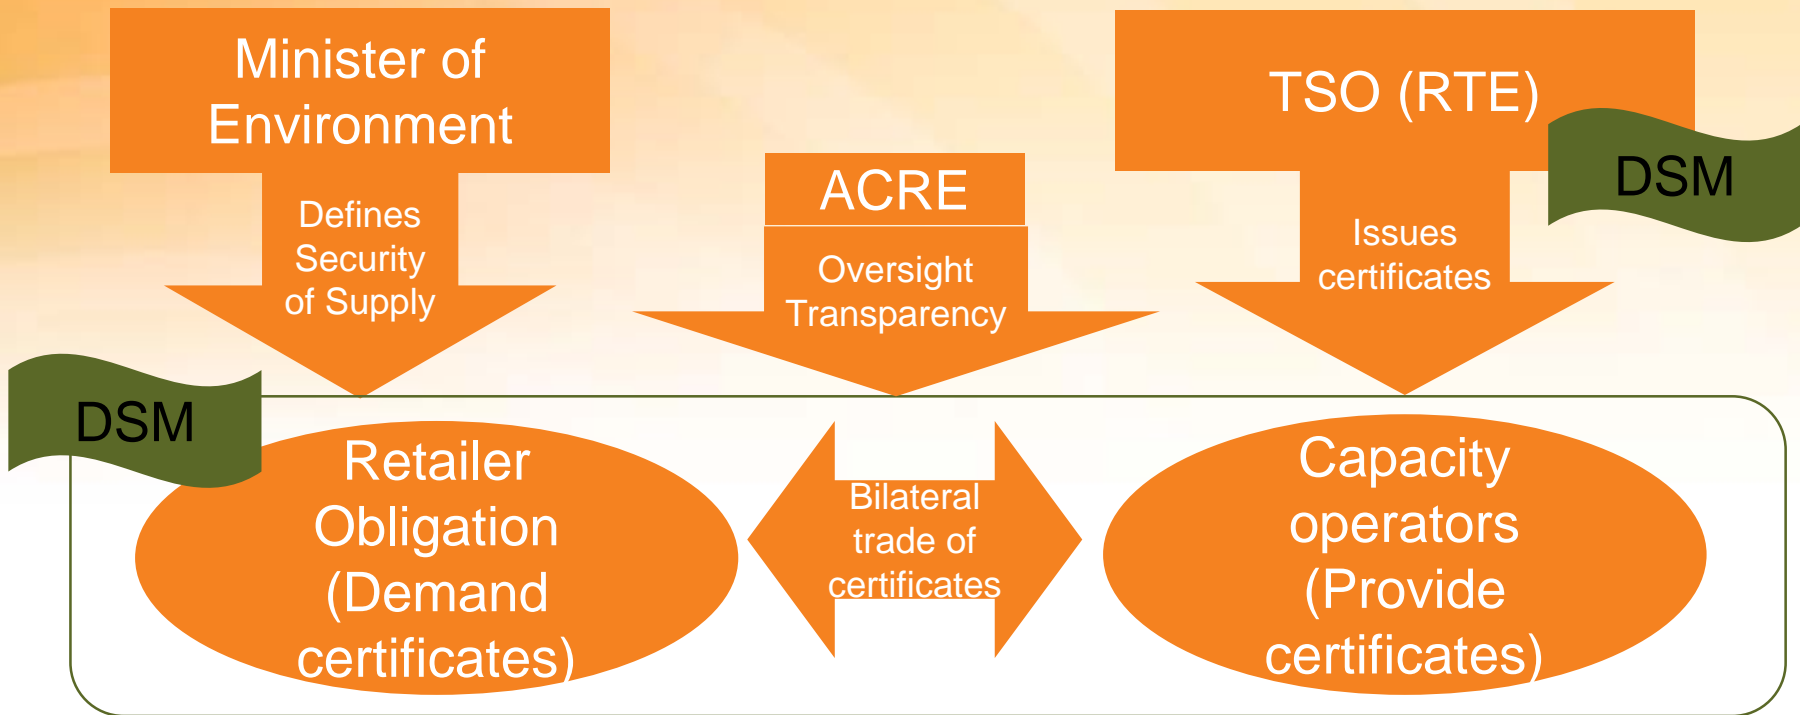 Minister of
Environment
TSO (RTE)
DSM
ACRE
Defines
Security
of Supply
Oversight
Transparency
Issues
certificates
DSM
Retailer
Obligation
(Demand
certificates)
Bilateral
trade of
certificates
Capacity
operators
(Provide
certificates)